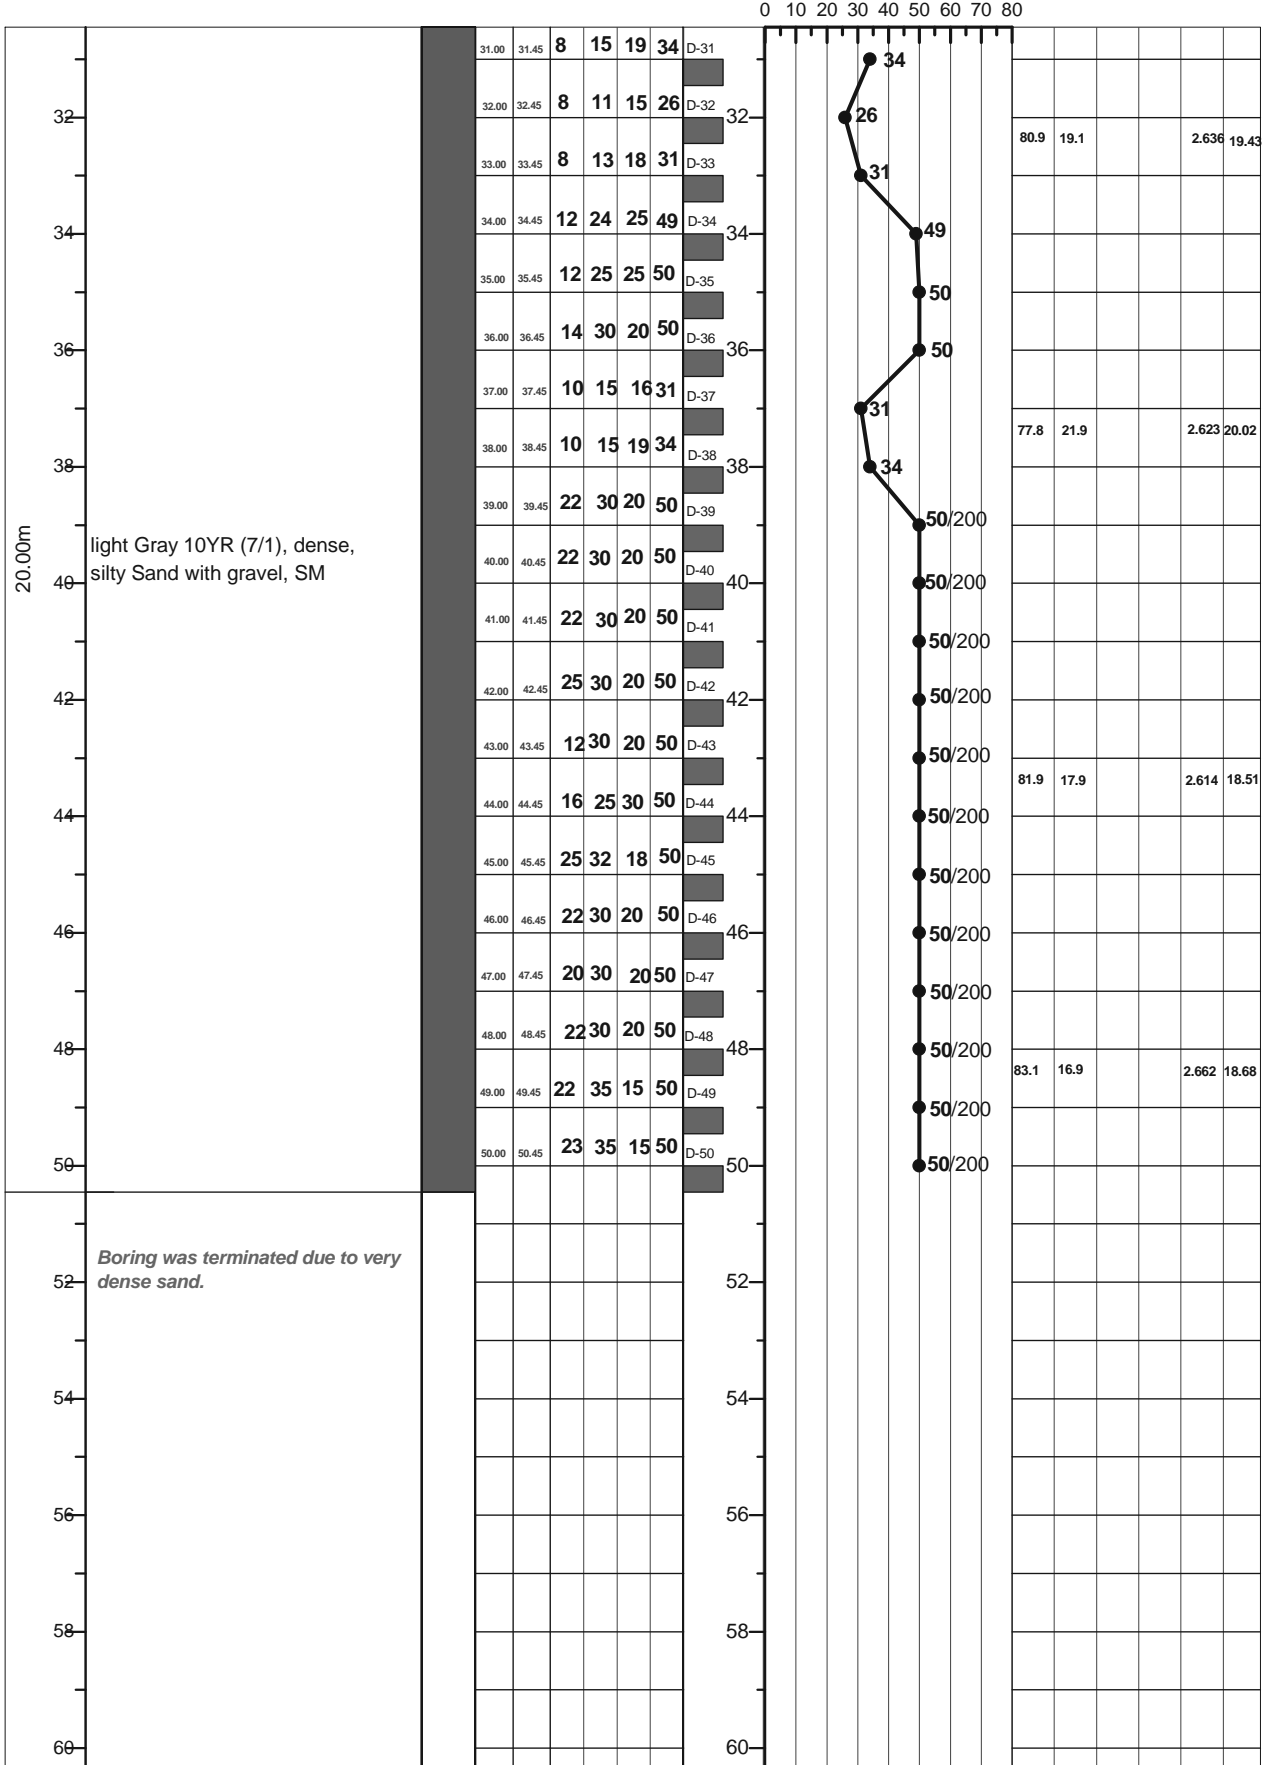 0 10 20 30 40 50 60 70 80
31.00 31.45 8 15 19 34 D-31
34
32.00 32.45 8 11 15 26 D-32
32 32 26
80.9 19.1 2.636 19.43
33.00 33.45 8 13 18 31 D-33
31
34.00 34.45 12 24 25 49 D-34
34 34 49
35.00 35.45 12 25 25 50 D-35
50
36.00 36.45 14 30 20 50 D-36
36 36 50
37.00 37.45 10 15 16 31 D-37
31
77.8 21.9 2.623 20.02
38.00 38.45 10 15 19 34 D-38
38 38 34
39.00 39.45 22 30 20 50 D-39
50/200
20.00m
light Gray 10YR (7/1), dense,
silty Sand with gravel, SM
40.00 40.45 22 30 20 50 D-40
40 40 50/200
41.00 41.45 22 30 20 50 D-41
50/200
42.00 42.45 25 30 20 50 D-42
42 42 50/200
43.00 43.45 12 30 20 50 D-43
50/200
81.9 17.9 2.614 18.51
44.00 44.45 16 25 30 50 D-44
44 44 50/200
45.00 45.45 25 32 18 50 D-45
50/200
46.00 46.45 22 30 20 50 D-46
46 46 50/200
47.00 47.45 20 30 20 50 D-47
50/200
48.00 48.45 22 30 20 50 D-48
48 48 50/200
83.1 16.9 2.662 18.68
49.00 49.45 22 35 15 50 D-49
50/200
50.00 50.45 23 35 15 50 D-50
50 50 50/200
Boring was terminated due to very
dense sand.
52 52
54 54
56 56
58 58
60 60